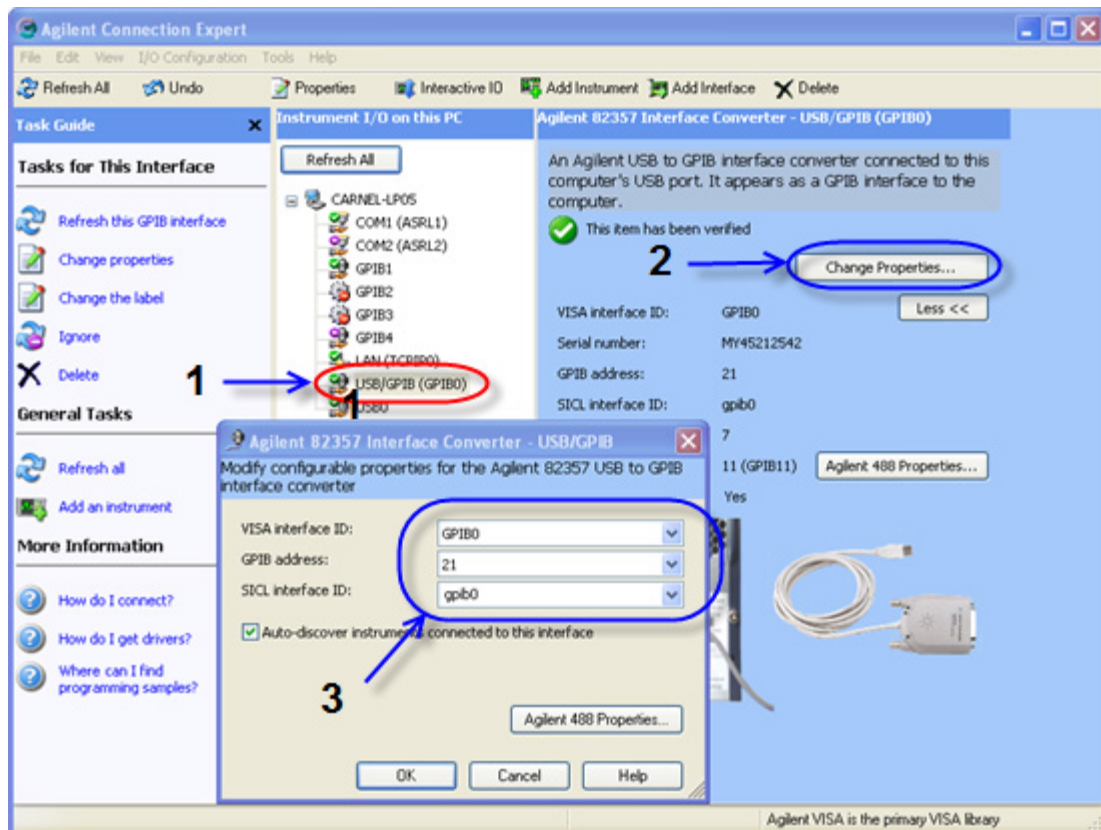 Agilent Connection Expert
File Edit View I/O Configuration Tools Help
Refresh All Undo Properties Interactive IO Add Instrument Add Interface Delete
Task Guide
Tasks for This Interface
Refresh this GPIB interface
Change properties
Change the label
Ignore
Delete
General Tasks
Refresh all
Add an instrument
More Information
How do I connect?
How do I get drivers?
Where can I find
programming samples?
Instrument I/O on this PC
Refresh All
CARNEL-LP05
COM1 (ASRL1)
COM2 (ASRL2)
GPIB1
GPIB2
GPIB3
GPIB4
LAN (TCPIP0)
1
USB/GPIB (GPIB0)
1
USB0
Agilent 82357 Interface Converter - USB/GPIB (GPIB0)
An Agilent USB to GPIB interface converter connected to this
computer's USB port. It appears as a GPIB interface to the
computer.
This item has been verified
2
Change Properties...
Less <<
VISA interface ID: GPIB0
Serial number: MY45212542
GPIB address: 21
SICL interface ID: gpib0
7
11 (GPIB11) Agilent 488 Properties...
Yes
Agilent 82357 Interface Converter - USB/GPIB
Modify configurable properties for the Agilent 82357 USB to GPIB
interface converter
VISA interface ID: GPIB0
GPIB address: 21
SICL interface ID: gpib0
Auto-discover instruments connected to this interface
3
Agilent 488 Properties...
OK Cancel Help
Agilent VISA is the primary VISA library